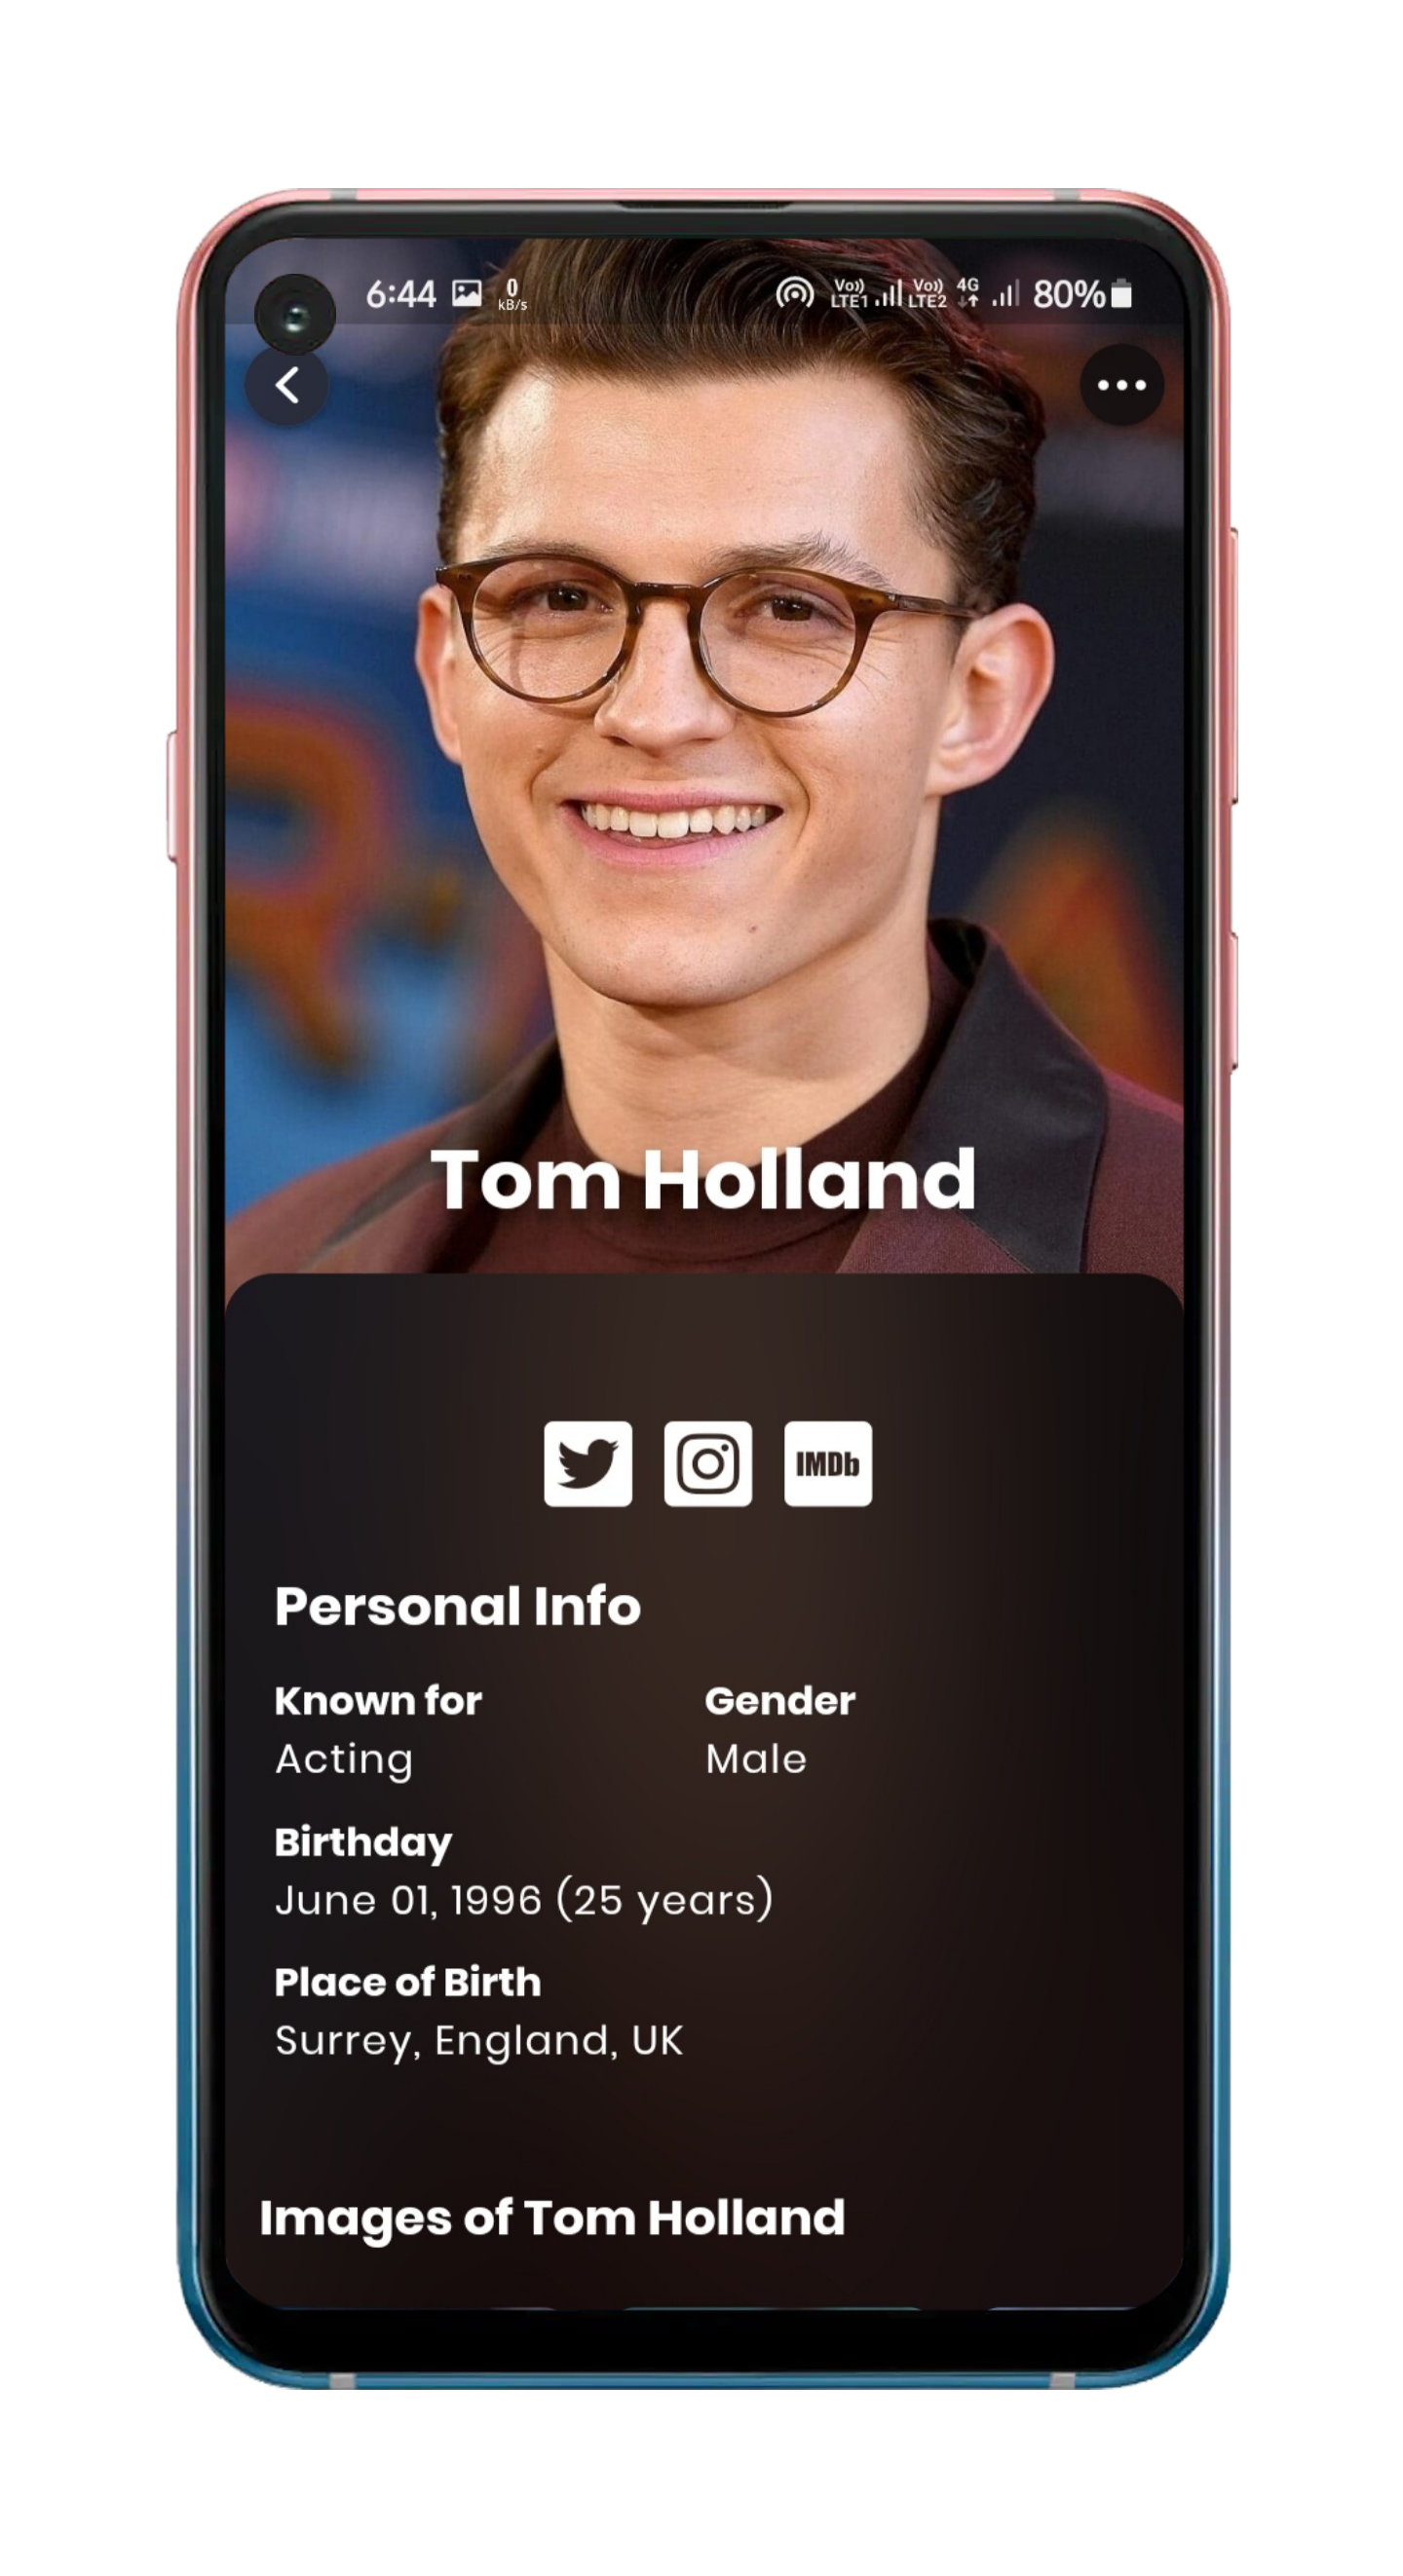 6:44 0 kB/s Vo)) LTE1 Vo)) LTE2 4G 80%
Tom Holland
IMDb
Personal Info
Known for Gender
Acting Male
Birthday
June 01, 1996 (25 years)
Place of Birth
Surrey, England, UK
Images of Tom Holland